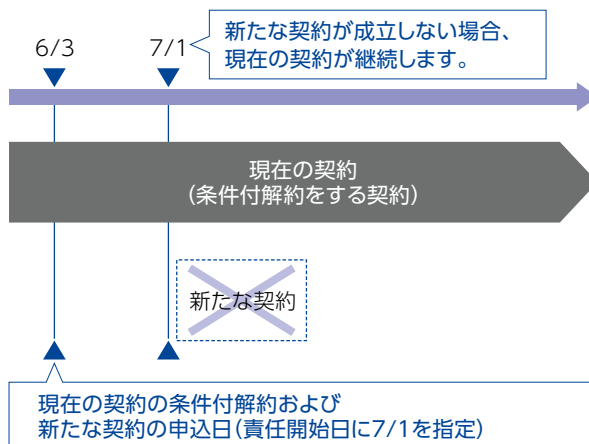 6/3
7/1
新たな契約が成立しない場合、
現在の契約が継続します。
現在の契約
（条件付解約をする契約）
新たな契約
現在の契約の条件付解約および
新たな契約の申込日（責任開始日に7/1を指定）